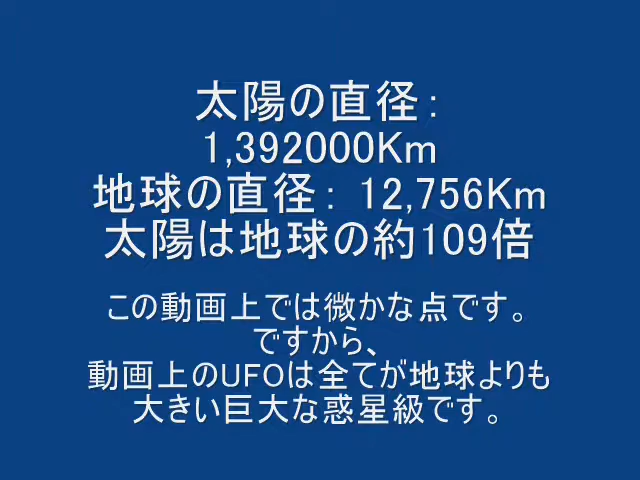 太陽の直径：
1,392000Km
地球の直径： 12,756Km
太陽は地球の約109倍
この動画上では微かな点です。
ですから、
動画上のUFOは全てが地球よりも
大きい巨大な惑星級です。